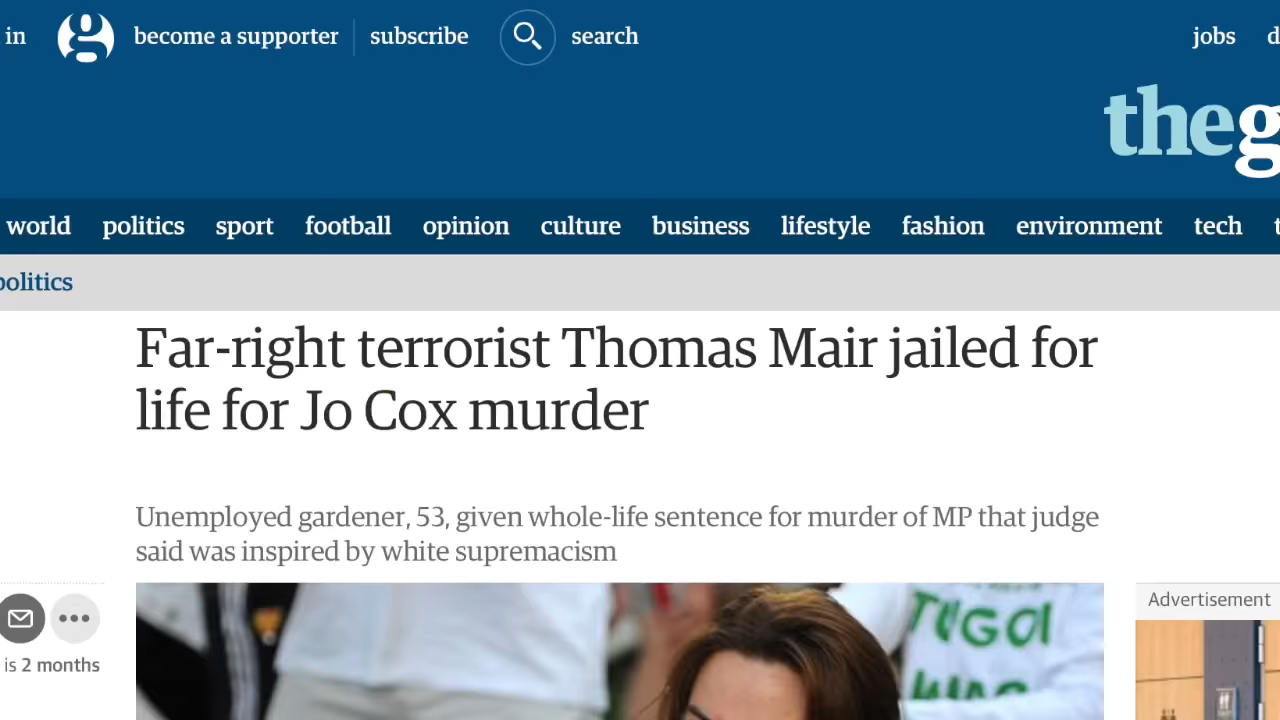 in become a supporter subscribe search jobs d
the g
world politics sport football opinion culture business lifestyle fashion environment tech t
politics
Far-right terrorist Thomas Mair jailed for
life for Jo Cox murder
Unemployed gardener, 53, given whole-life sentence for murder of MP that judge
said was inspired by white supremacism
Advertisement
is 2 months